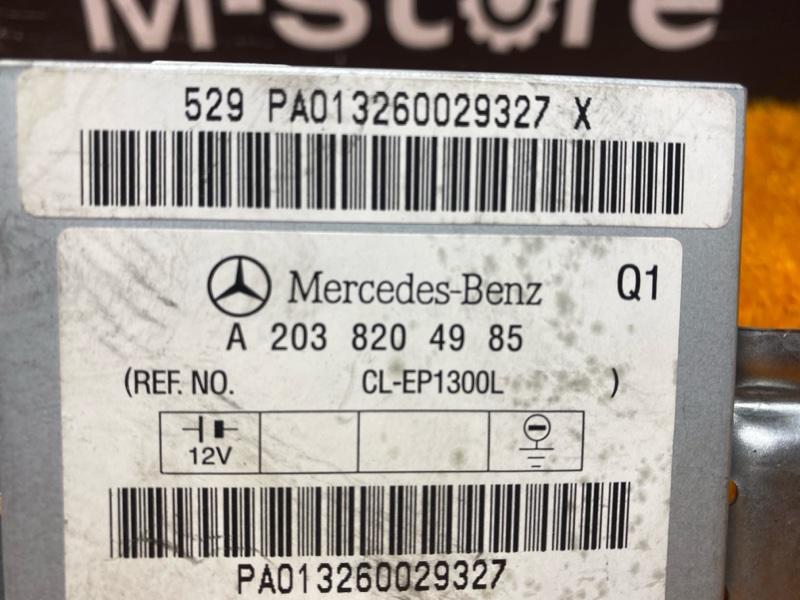 M-Store
529 PA013260029327 X
Mercedes-Benz Q1
A 203 820 49 85
(REF. NO. CL-EP1300L )
12V
PA013260029327